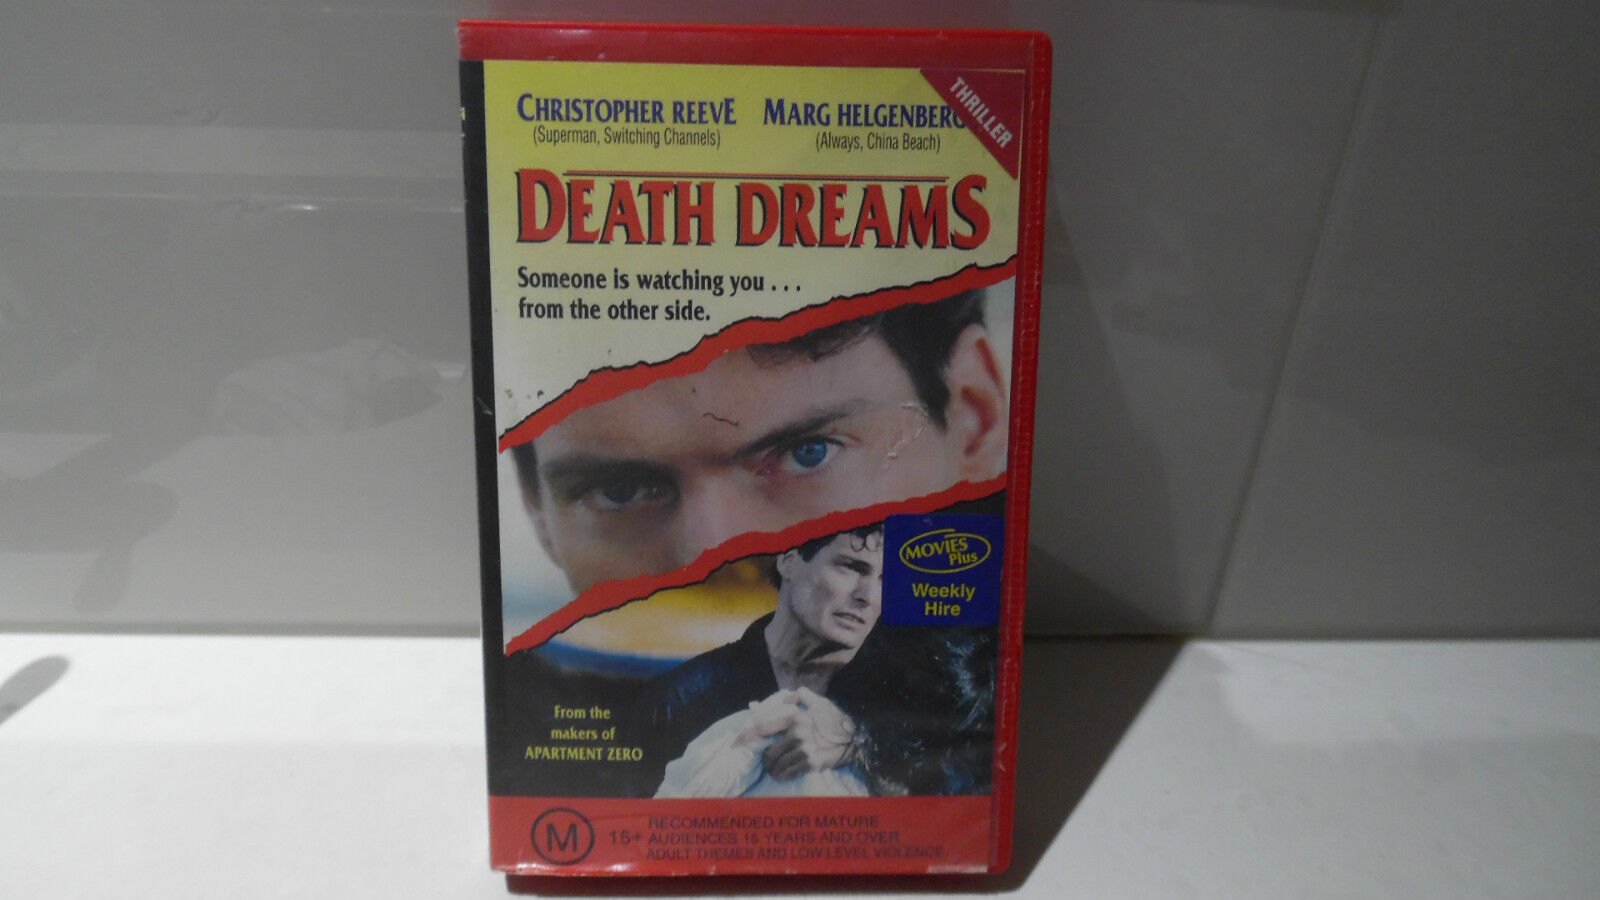 CHRISTOPHER REEVE MARG HELGENBERG
(Superman, Switching Channels) (Always, China Beach)
THRILLER
DEATH DREAMS
Someone is watching you . . .
from the other side.
MOVIES
Plus
Weekly
Hire
From the
makers of
APARTMENT ZERO
M
RECOMMENDED FOR MATURE
15+ AUDIENCES 15 YEARS AND OVER
ADULT THEMES AND LOW LEVEL VIOLENCE